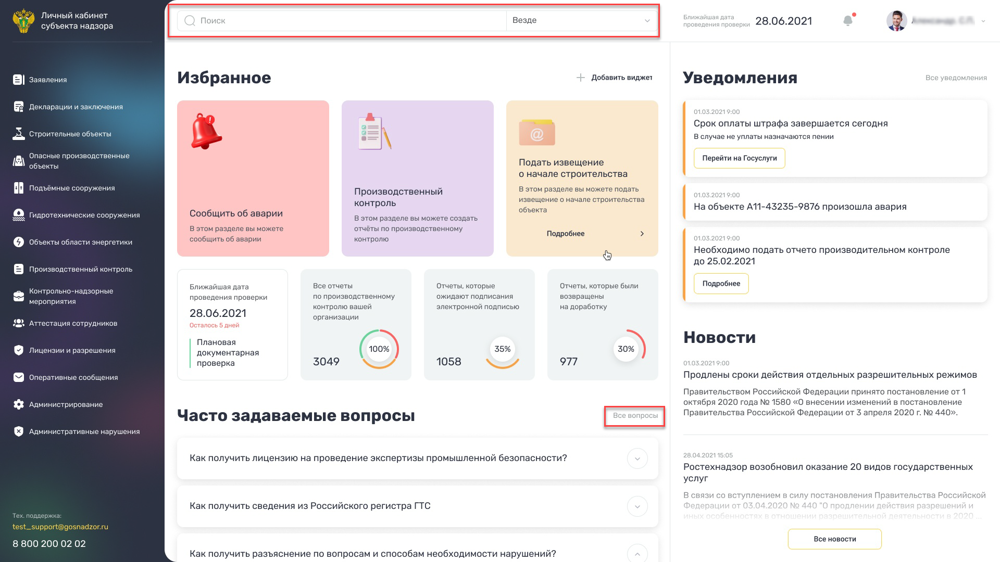 Личный кабинет
субъекта надзора
Поиск
Везде
Ближайшая дата
проведения проверки
28.06.2021
Заявления
Декларации и заключения
Строительные объекты
Опасные производственные
объекты
Подъёмные сооружения
Гидротехнические сооружения
Объекты области энергетики
Производственный контроль
Контрольно-надзорные
мероприятия
Аттестация сотрудников
Лицензии и разрешения
Оперативные сообщения
Администрирование
Административные нарушения
Тех. поддержка:
test_support@gosnadzor.ru
8 800 200 02 02
Избранное
Добавить виджет
Сообщить об аварии
В этом разделе вы можете
сообщить об аварии
Производственный
контроль
В этом разделе вы можете создать
отчёты по производственному
контролю
@
Подать извещение
о начале строительства
В этом разделе вы можете подать
извещение о начале строительства
объекта
Подробнее
Ближайшая дата
проведения проверки
28.06.2021
Осталось 5 дней
Плановая
документарная
проверка
Все отчеты
по производственному
контролю вашей
организации
3049
100%
Отчеты, которые
ожидают подписания
электронной подписью
1058
35%
Отчеты, которые были
возвращены
на доработку
977
30%
Часто задаваемые вопросы
Все вопросы
Как получить лицензию на проведение экспертизы промышленной безопасности?
Как получить сведения из Российского регистра ГТС
Как получить разъяснение по вопросам и способам необходимости нарушений?
Уведомления
Все уведомления
01.03.2021 9:00
Срок оплаты штрафа завершается сегодня
В случае не уплаты назначаются пении
Перейти на Госуслуги
01.03.2021 9:00
На объекте А11-43235-9876 произошла авария
01.03.2021 9:00
Необходимо подать отчето производительном контроле
до 25.02.2021
Подробнее
Новости
01.03.2021 9:00
Продлены сроки действия отдельных разрешительных режимов
Правительством Российской Федерации принято постановление от 1
октября 2020 года № 1580 «О внесении изменений в постановление
Правительства Российской Федерации от 3 апреля 2020 г. № 440».
28.04.2021 15:05
Ростехнадзор возобновил оказание 20 видов государственных
услуг
В связи со вступлением в силу постановления Правительства Российской
Федерации от 03.04.2020 № 440 "О продлении действия разрешений и
иных особенностях в отношении разрешительной деятельности в 2020 ...
Все новости